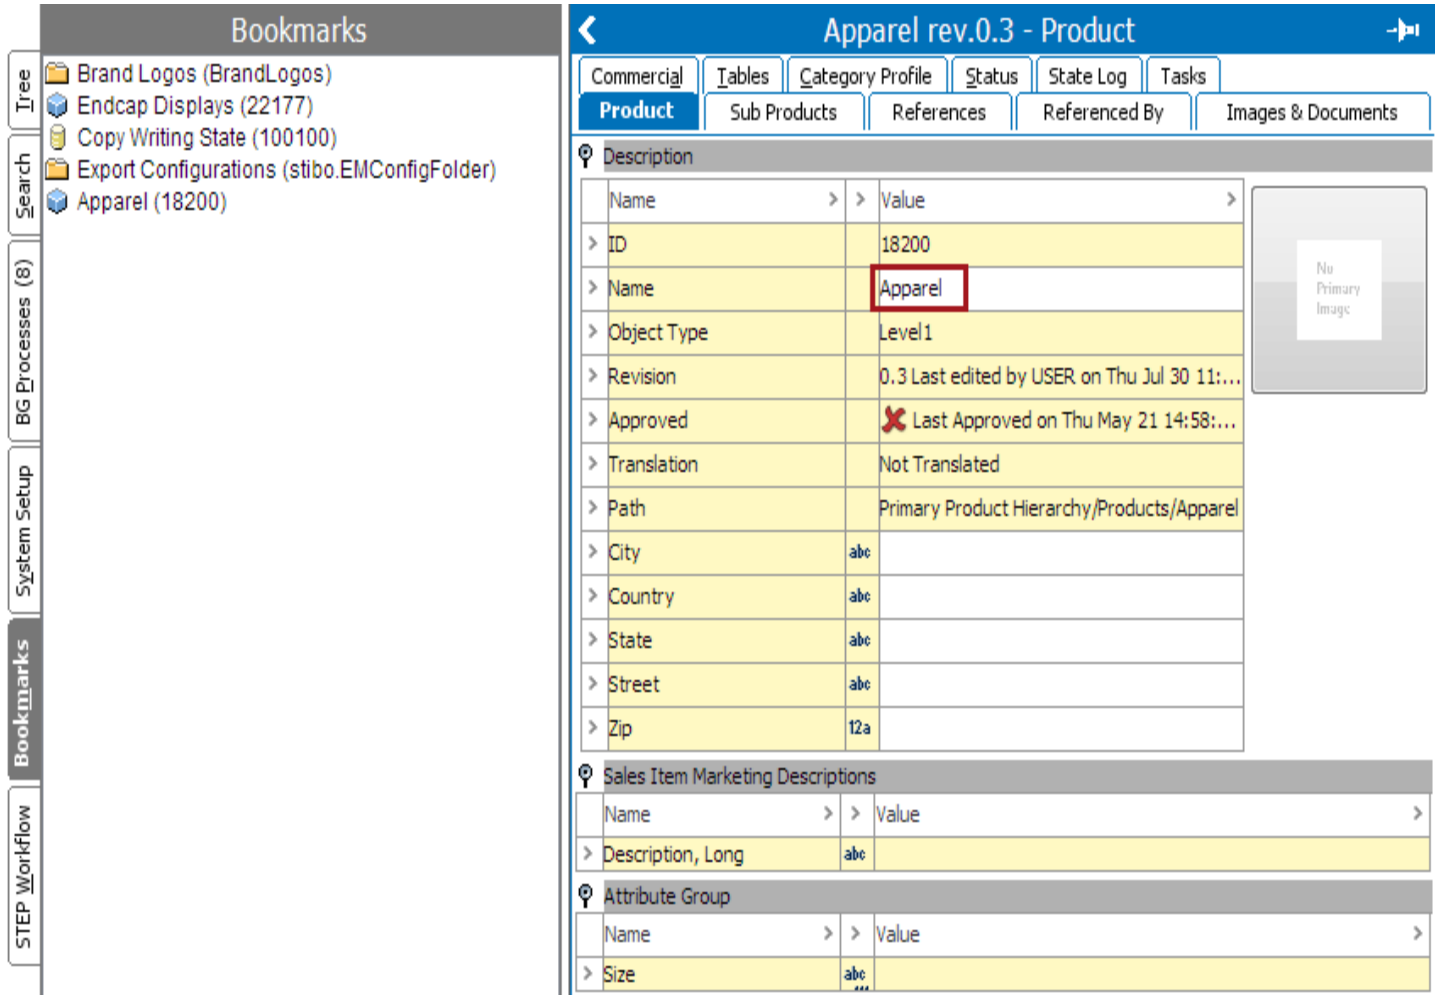 Tree
Search
BG Processes (8)
System Setup
Bookmarks
STEP Workflow
Bookmarks
Brand Logos (BrandLogos)
Endcap Displays (22177)
Copy Writing State (100100)
Export Configurations (stibo.EMConfigFolder)
Apparel (18200)
Apparel rev.0.3 - Product
Commercial Tables Category Profile Status State Log Tasks
Product Sub Products References Referenced By Images & Documents
Description
Name > > Value >
> ID 18200
> Name Apparel
> Object Type Level1
> Revision 0.3 Last edited by USER on Thu Jul 30 11:...
> Approved Last Approved on Thu May 21 14:58:...
> Translation Not Translated
> Path Primary Product Hierarchy/Products/Apparel
> City abc
> Country abc
> State abc
> Street abc
> Zip 12a
No
Primary
Image
Sales Item Marketing Descriptions
Name > > Value >
> Description, Long abc
Attribute Group
Name > > Value >
> Size abc